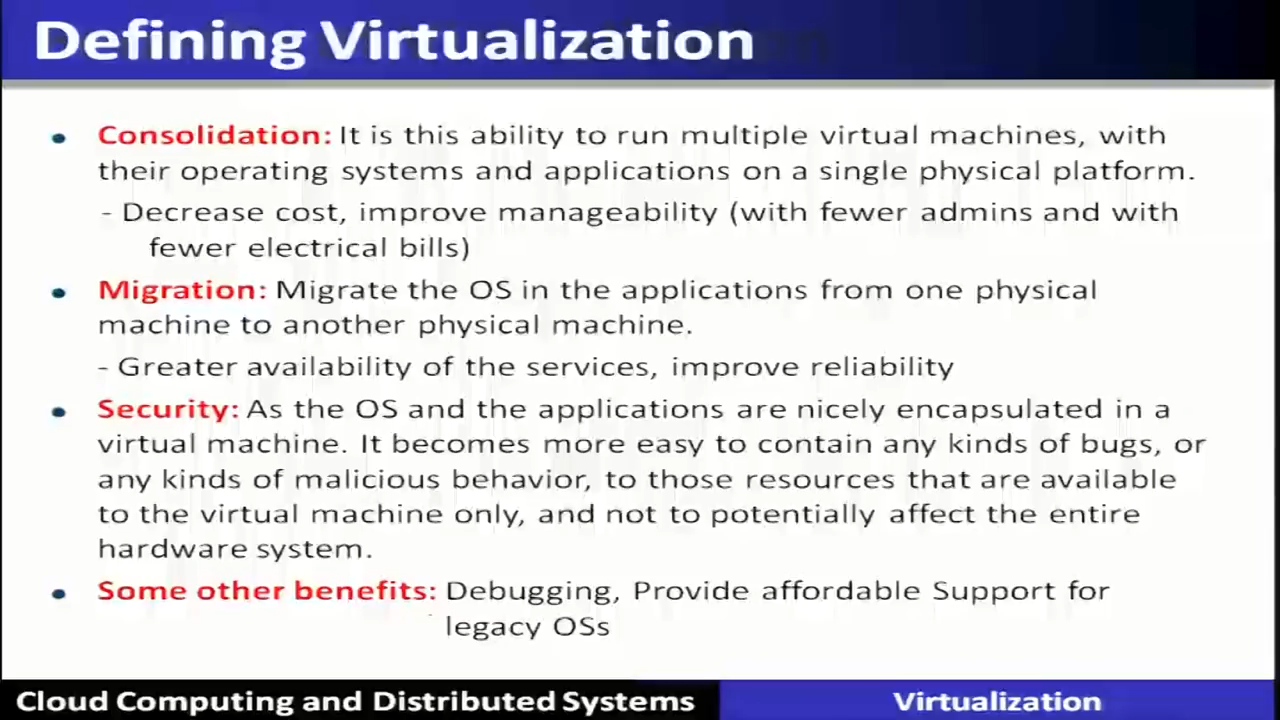 Defining Virtualization
• Consolidation: It is this ability to run multiple virtual machines, with
their operating systems and applications on a single physical platform.
- Decrease cost, improve manageability (with fewer admins and with
fewer electrical bills)
• Migration: Migrate the OS in the applications from one physical
machine to another physical machine.
- Greater availability of the services, improve reliability
• Security: As the OS and the applications are nicely encapsulated in a
virtual machine. It becomes more easy to contain any kinds of bugs, or
any kinds of malicious behavior, to those resources that are available
to the virtual machine only, and not to potentially affect the entire
hardware system.
• Some other benefits: Debugging, Provide affordable Support for
legacy OSs
Cloud Computing and Distributed Systems
Virtualization